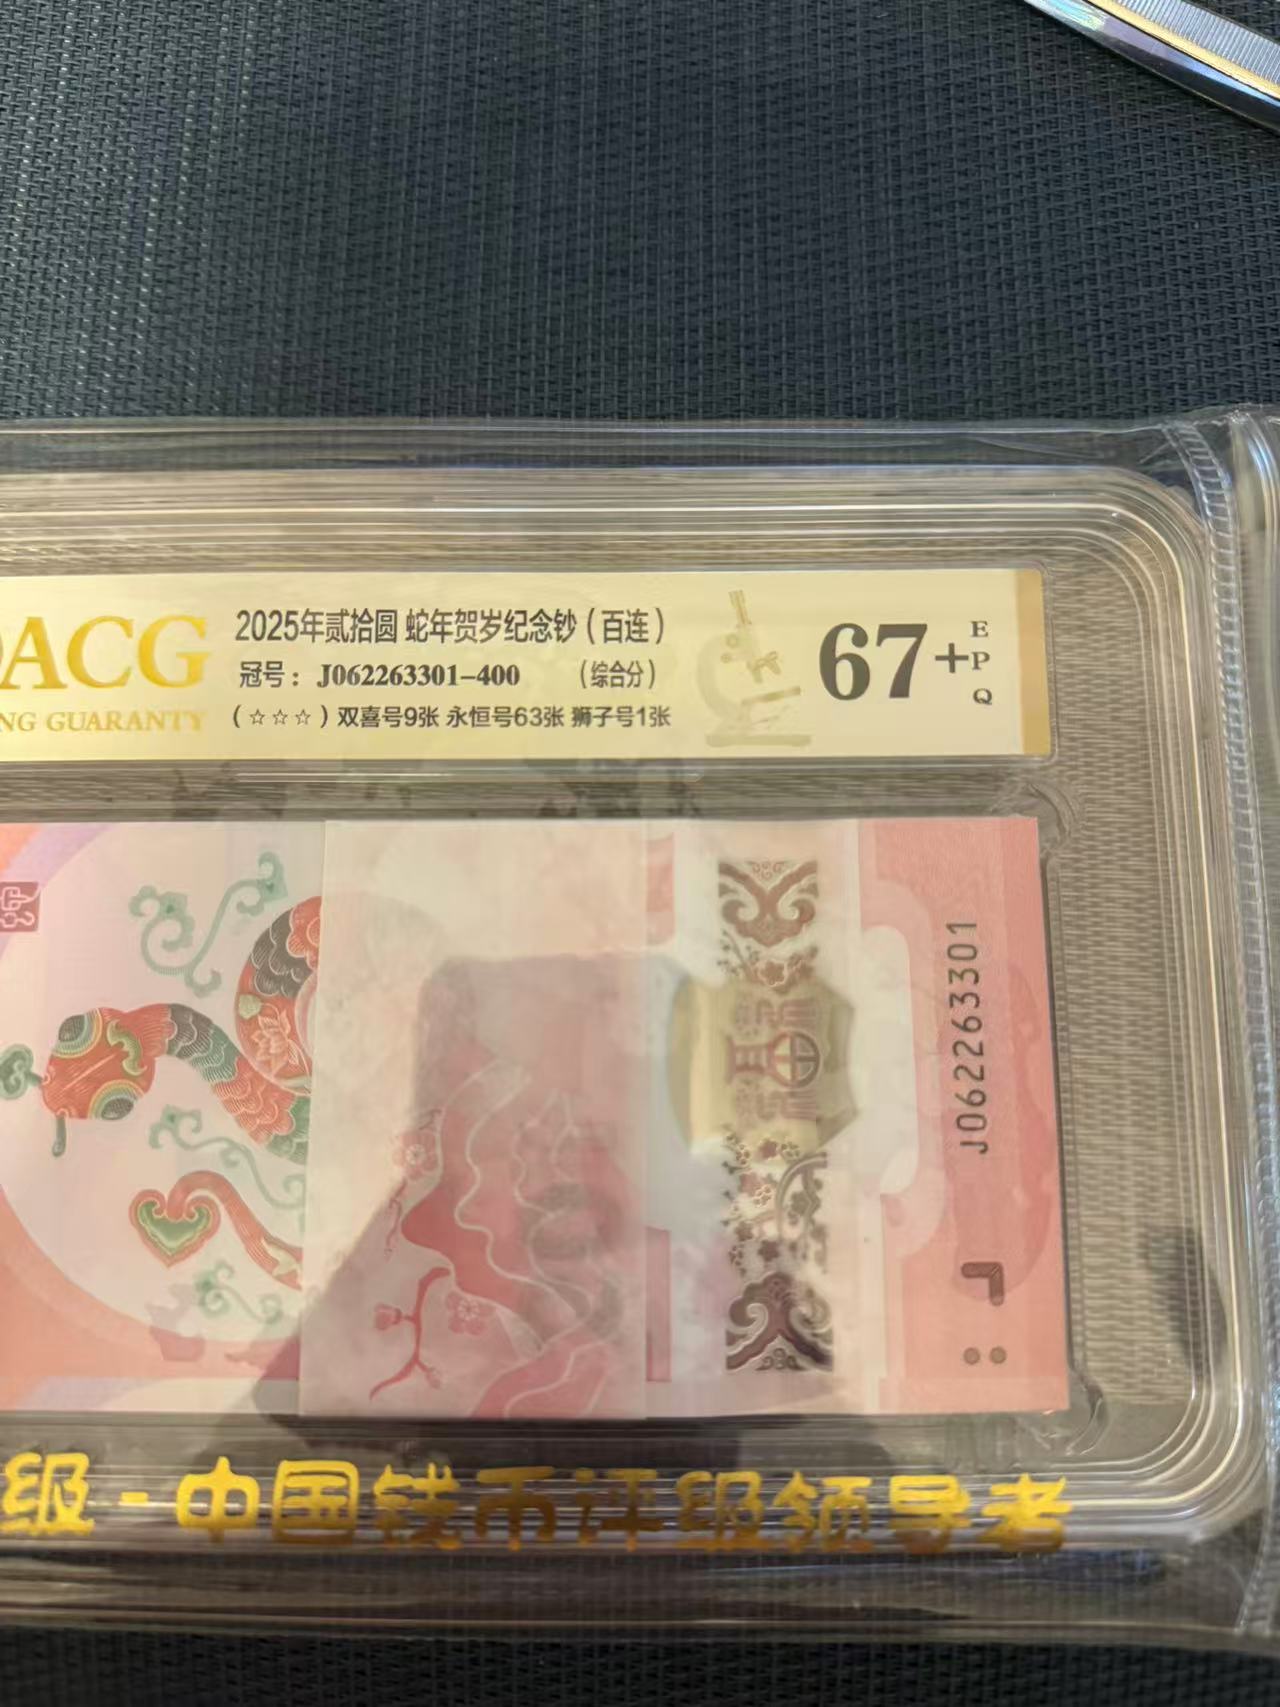 ACG
2025年贰拾圆 蛇年贺岁纪念钞（百连）
冠号：J062263301-400 （综合分）
NG GUARANTY
（☆☆☆）双喜号9张 永恒号63张 狮子号1张
67+
EPQ
J062263301
级-中国钱币评级领导者